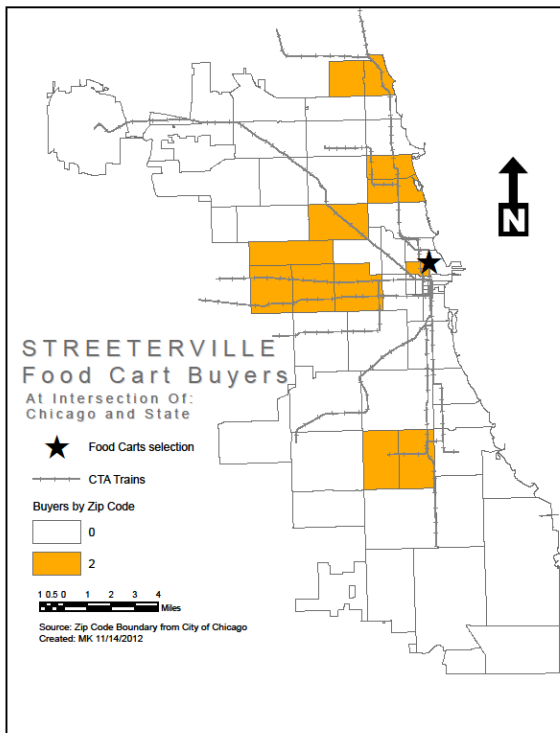 N
STREETERVILLE
Food Cart Buyers
At Intersection Of:
Chicago and State
Food Carts selection
CTA Trains
Buyers by Zip Code
0
2
1 0.5 0 1 2 3 4
Miles
Source: Zip Code Boundary from City of Chicago
Created: MK 11/14/2012